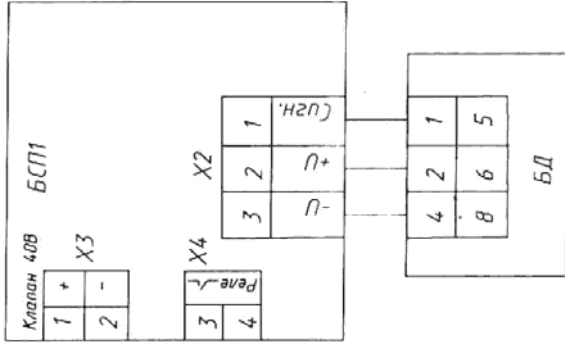 Клапан 40В
БСП1
1 +
2 -
X3
X4
3 Реле
4
X2
3 2 1
-U +U Сигн.
4 2 1
8 6 5
БД